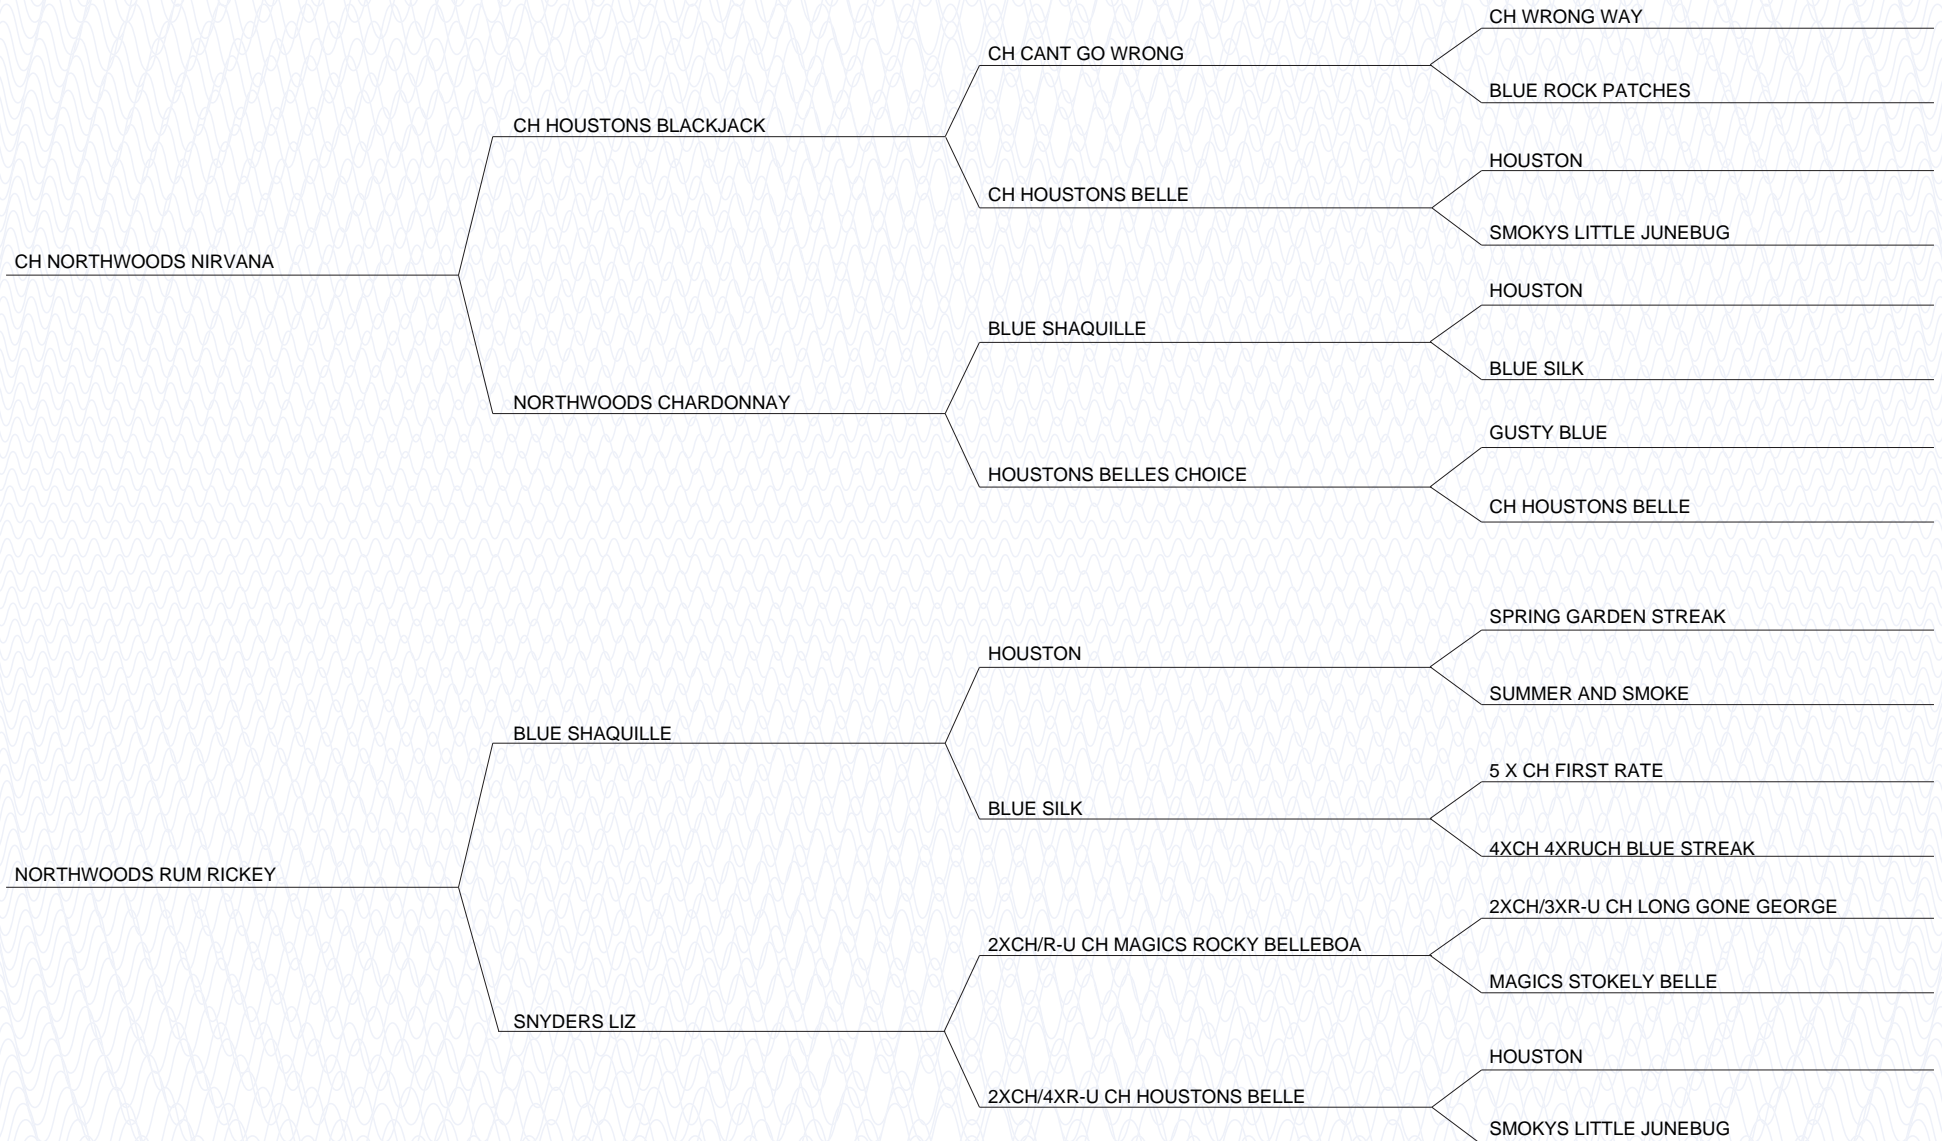 CH WRONG WAY
CH CANT GO WRONG
BLUE ROCK PATCHES
CH HOUSTONS BLACKJACK
HOUSTON
CH HOUSTONS BELLE
SMOKYS LITTLE JUNEBUG
CH NORTHWOODS NIRVANA
HOUSTON
BLUE SHAQUILLE
BLUE SILK
NORTHWOODS CHARDONNAY
GUSTY BLUE
HOUSTONS BELLES CHOICE
CH HOUSTONS BELLE
SPRING GARDEN STREAK
HOUSTON
SUMMER AND SMOKE
BLUE SHAQUILLE
5 X CH FIRST RATE
BLUE SILK
4XCH 4XRUCH BLUE STREAK
NORTHWOODS RUM RICKEY
2XCH/3XR-U CH LONG GONE GEORGE
2XCH/R-U CH MAGICS ROCKY BELLEBOA
MAGICS STOKELY BELLE
SNYDERS LIZ
HOUSTON
2XCH/4XR-U CH HOUSTONS BELLE
SMOKYS LITTLE JUNEBUG